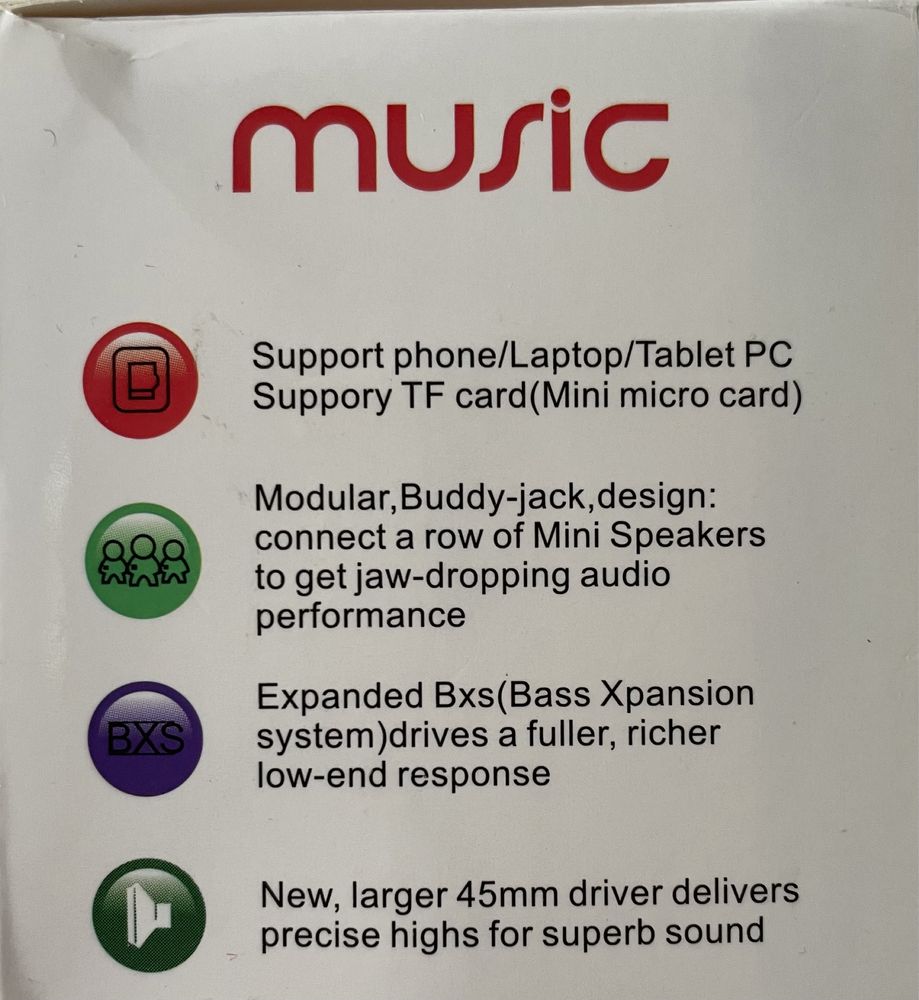 music
Support phone/Laptop/Tablet PC
Suppory TF card(Mini micro card)
Modular,Buddy-jack,design:
connect a row of Mini Speakers
to get jaw-dropping audio
performance
Expanded Bxs(Bass Xpansion
BXS
system)drives a fuller, richer
low-end response
New, larger 45mm driver delivers
precise highs for superb sound